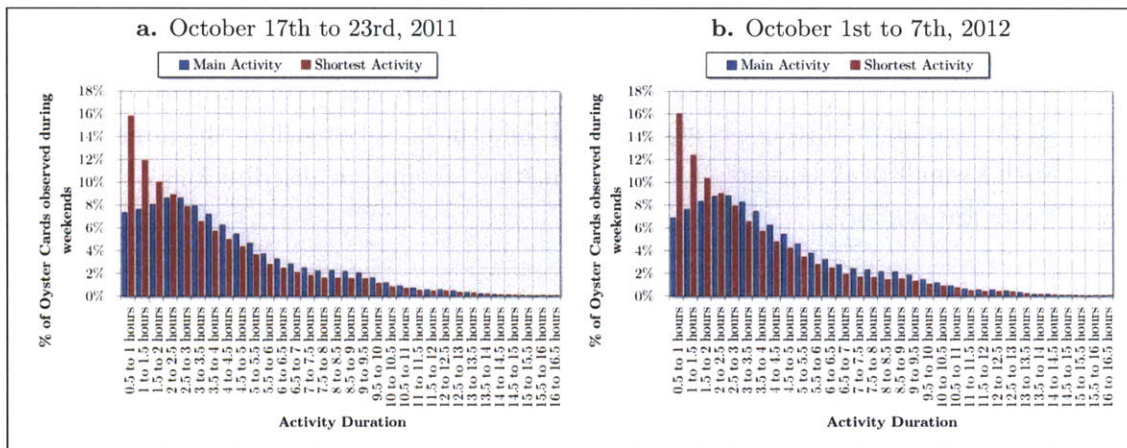 a. October 17th to 23rd, 2011
Main Activity Shortest Activity
% of Oyster Cards observed during
weekends
18%
16%
14%
12%
10%
8%
6%
4%
2%
0%
0.5 to 1 hours
1 to 1.5 hours
1.5 to 2 hours
2 to 2.5 hours
2.5 to 3 hours
3 to 3.5 hours
3.5 to 4 hours
4 to 4.5 hours
4.5 to 5 hours
5 to 5.5 hours
5.5 to 6 hours
6 to 6.5 hours
6.5 to 7 hours
7 to 7.5 hours
7.5 to 8 hours
8 to 8.5 hours
8.5 to 9 hours
9 to 9.5 hours
9.5 to 10 hours
10 to 10.5 hours
10.5 to 11 hours
11 to 11.5 hours
11.5 to 12 hours
12 to 12.5 hours
12.5 to 13 hours
13 to 13.5 hours
13.5 to 14 hours
14 to 14.5 hours
14.5 to 15 hours
15 to 15.5 hours
15.5 to 16 hours
16 to 16.5 hours
Activity Duration
b. October 1st to 7th, 2012
Main Activity Shortest Activity
% of Oyster Cards observed during
weekends
18%
16%
14%
12%
10%
8%
6%
4%
2%
0%
0.5 to 1 hours
1 to 1.5 hours
1.5 to 2 hours
2 to 2.5 hours
2.5 to 3 hours
3 to 3.5 hours
3.5 to 4 hours
4 to 4.5 hours
4.5 to 5 hours
5 to 5.5 hours
5.5 to 6 hours
6 to 6.5 hours
6.5 to 7 hours
7 to 7.5 hours
7.5 to 8 hours
8 to 8.5 hours
8.5 to 9 hours
9 to 9.5 hours
9.5 to 10 hours
10 to 10.5 hours
10.5 to 11 hours
11 to 11.5 hours
11.5 to 12 hours
12 to 12.5 hours
12.5 to 13 hours
13 to 13.5 hours
13.5 to 14 hours
14 to 14.5 hours
14.5 to 15 hours
15 to 15.5 hours
15.5 to 16 hours
16 to 16.5 hours
Activity Duration